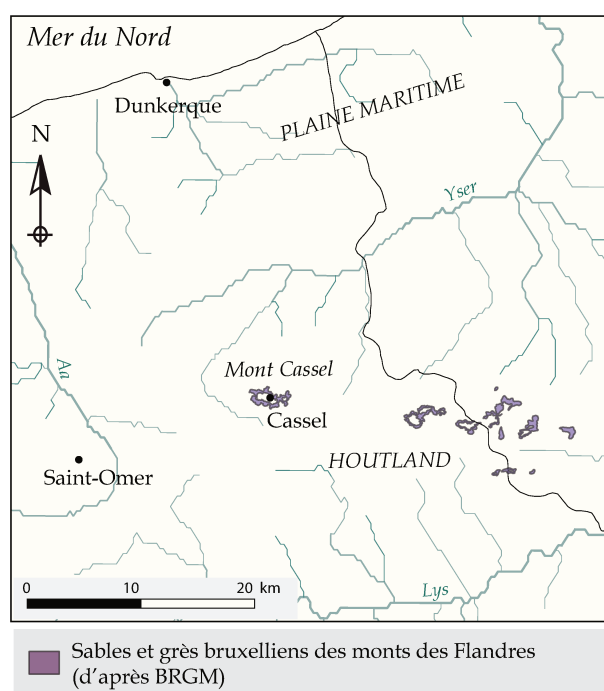 Mer du Nord
Dunkerque
PLAINE MARITIME
N
Yser
Aa
Mont Cassel
Cassel
HOUTLAND
Saint-Omer
Lys
0 10 20 km
Sables et grès bruxelliens des monts des Flandres
(d'après BRGM)